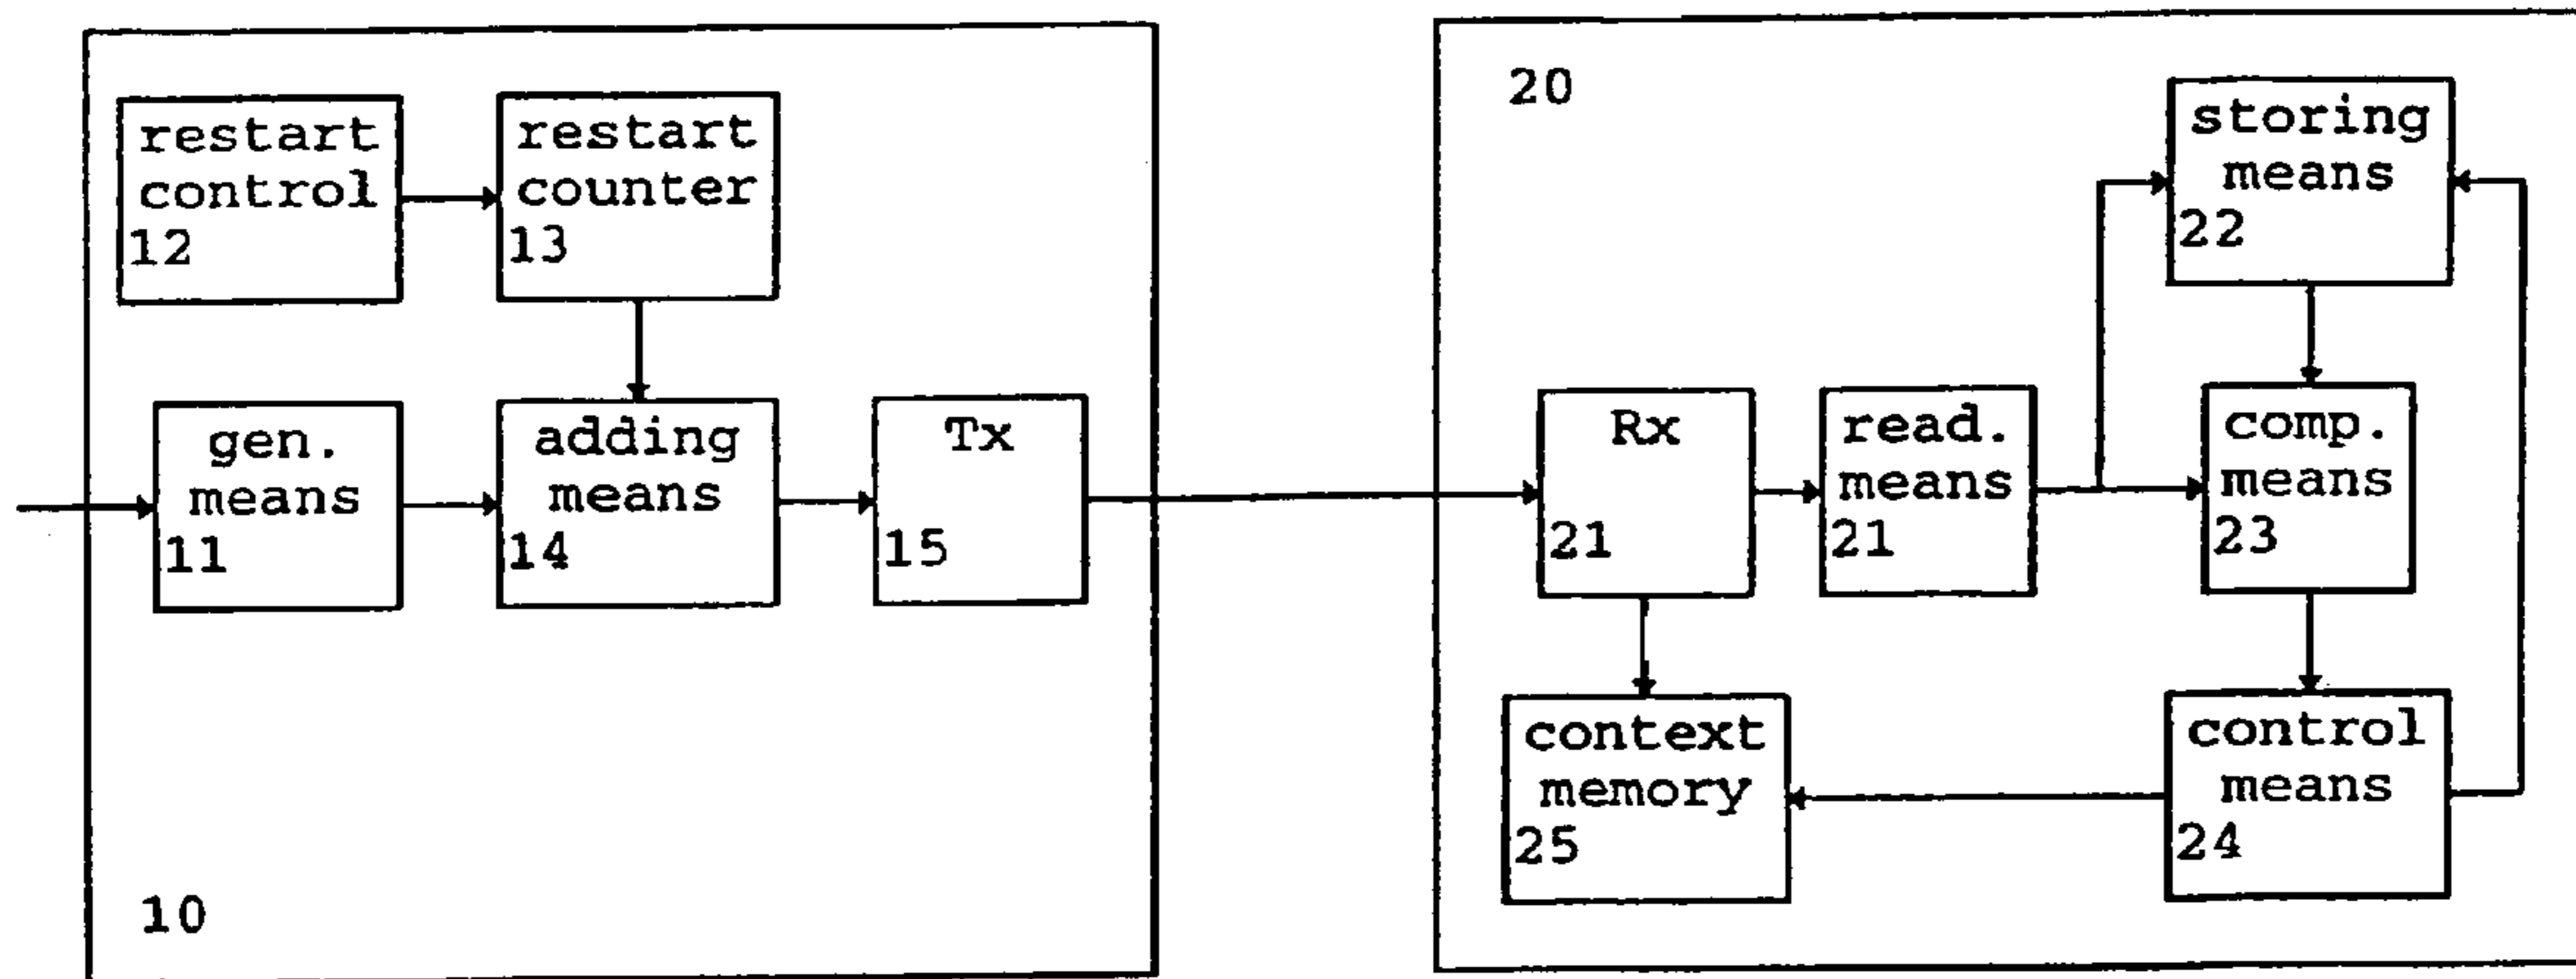 restart
control
12
restart
counter
13
gen.
means
11
adding
means
14
Tx
15
10
20
storing
means
22
Rx
21
read.
means
21
comp.
means
23
context
memory
25
control
means
24